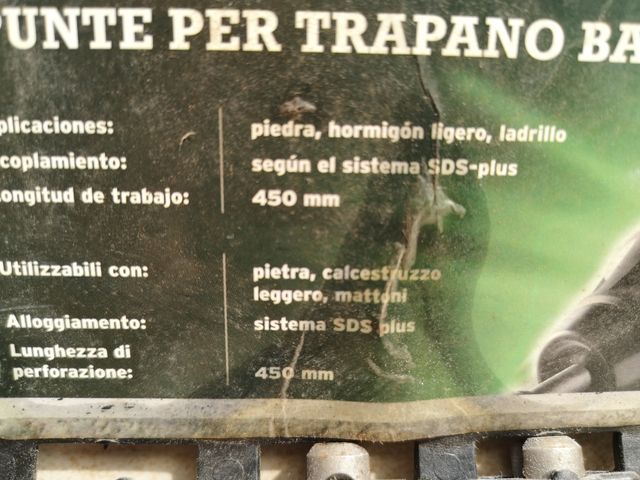 PUNTE PER TRAPANO BA
plicaciones: piedra, hormigón ligero, ladrillo
coplamiento: según el sistema SDS-plus
ongitud de trabajo: 450 mm
Utilizzabili con: pietra, calcestruzzo
leggero, mattoni
Alloggiamento: sistema SDS plus
Lunghezza di
perforazione: 450 mm